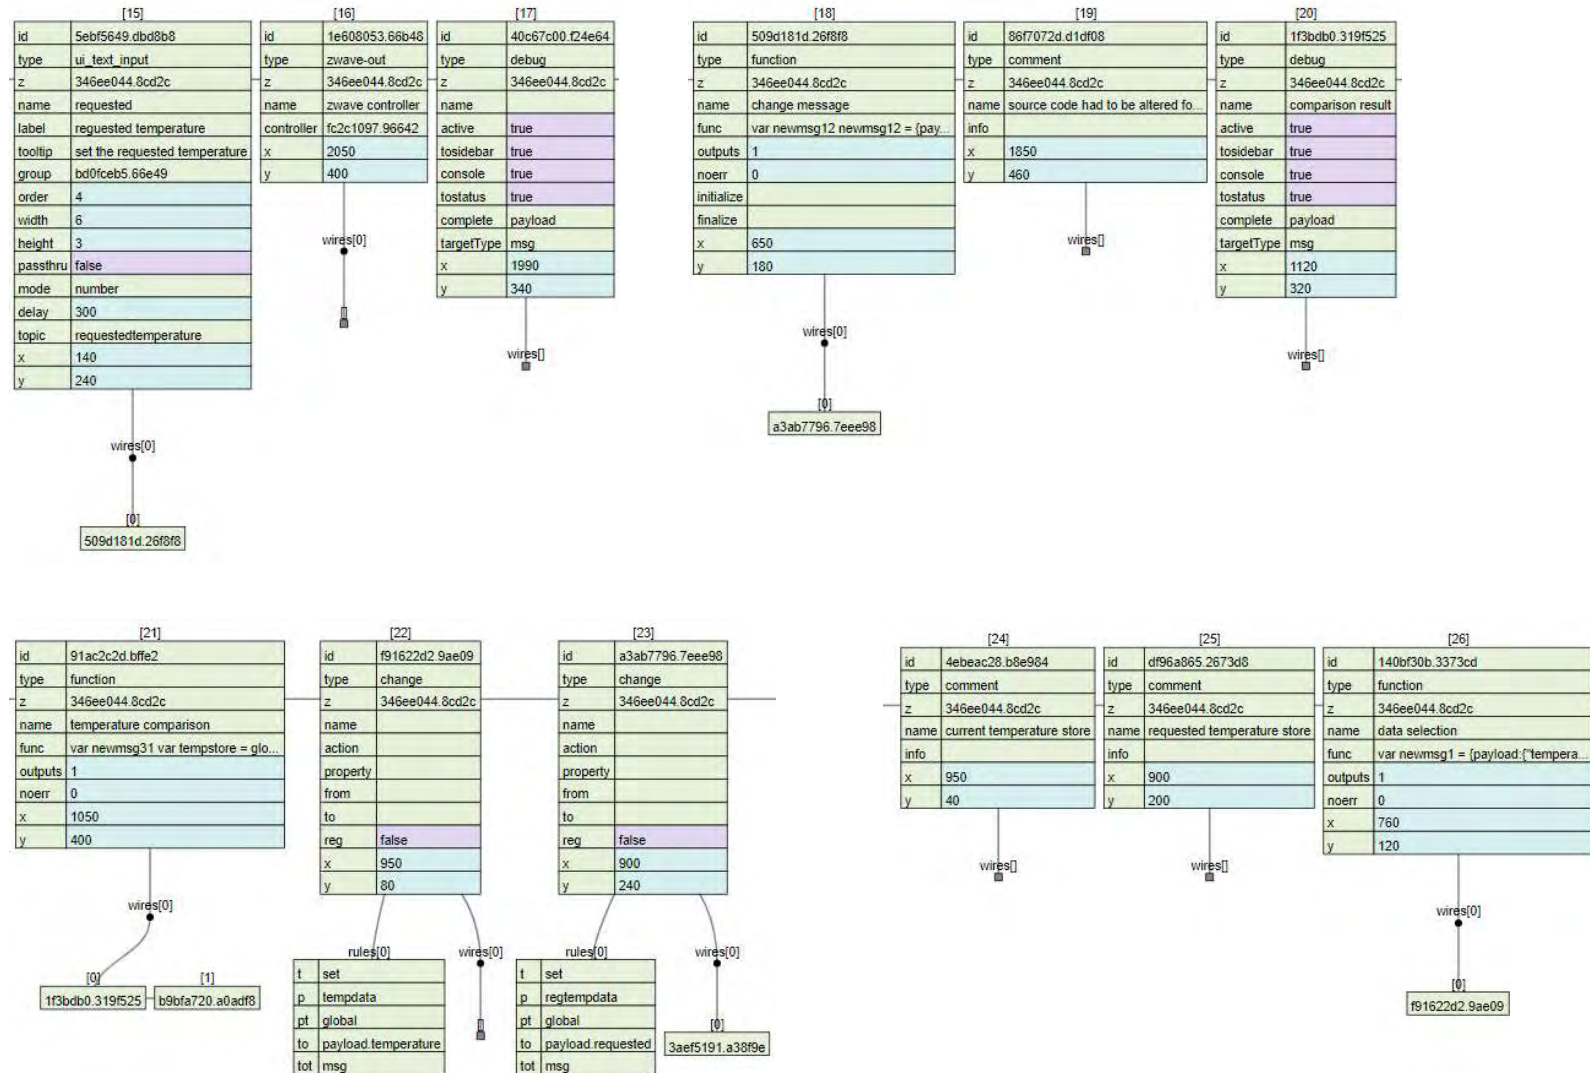 [15]
id 5ebf5649.dbd8b8
type ui_text_input
z 346ee044.8cd2c
name requested
label reguested temperature
tooltip set the requested temperature
group bd0fceb5.66e49
order 4
width 6
height 3
passthru false
mode number
delay 300
topic requestedtemperature
x 140
y 240
wires[0]
[0]
509d181d.26f8f8
[16]
id 1e608053.66b48
type zwave-out
z 346ee044.8cd2c
name zwave controller
controller fc2c1097.96642
x 2050
y 400
wires[0]
[17]
id 40c67c00.f24e64
type debug
z 346ee044.8cd2c
name
active true
tosidebar true
console true
tostatus true
complete payload
targetType msg
x 1990
y 340
wires[]
[18]
id 509d181d.26f8f8
type function
z 346ee044.8cd2c
name change message
func var newmsg12 newmsg12 = {pay...
outputs 1
noerr 0
initialize
finalize
x 650
y 180
wires[0]
[0]
a3ab7796.7eee98
[19]
id 86f7072d.d1df08
type comment
z 346ee044.8cd2c
name source code had to be altered fo...
info
x 1850
y 460
wires[]
[20]
id 1f3bdb0.319f525
type debug
z 346ee044.8cd2c
name comparison result
active true
tosidebar true
console true
tostatus true
complete payload
targetType msg
x 1120
y 320
wires[]
[21]
id 91ac2c2d.bffe2
type function
z 346ee044.8cd2c
name temperature comparison
func var newmsg31 var tempstore = glo...
outputs 1
noerr 0
x 1050
y 400
wires[0]
[0] [1]
1f3bdb0.319f525 b9bfa720.a0adf8
[22]
id f91622d2.9ae09
type change
z 346ee044.8cd2c
name
action
property
from
to
reg false
x 950
y 80
rules[0] wires[0]
t set
p tempdata
pt global
to payload.temperature
tot msg
[23]
id a3ab7796.7eee98
type change
z 346ee044.8cd2c
name
action
property
from
to
reg false
x 900
y 240
rules[0] wires[0]
t set
p regtempdata
pt global
to payload.requested
tot msg
[0]
3aef5191.a38f9e
[24]
id 4ebeac28.b8e984
type comment
z 346ee044.8cd2c
name current temperature store
info
x 950
y 40
wires[]
[25]
id df96a865.2673d8
type comment
z 346ee044.8cd2c
name requested temperature store
info
x 900
y 200
wires[]
[26]
id 140bf30b.3373cd
type function
z 346ee044.8cd2c
name data selection
func var newmsg1 = {payload:{"tempera...
outputs 1
noerr 0
x 760
y 120
wires[0]
[0]
f91622d2.9ae09